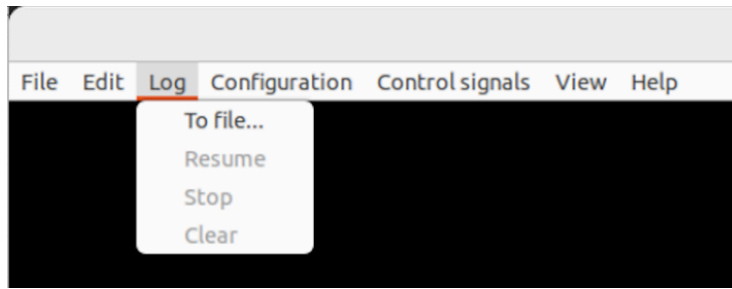 File Edit Log Configuration Control signals View Help
To file...
Resume
Stop
Clear